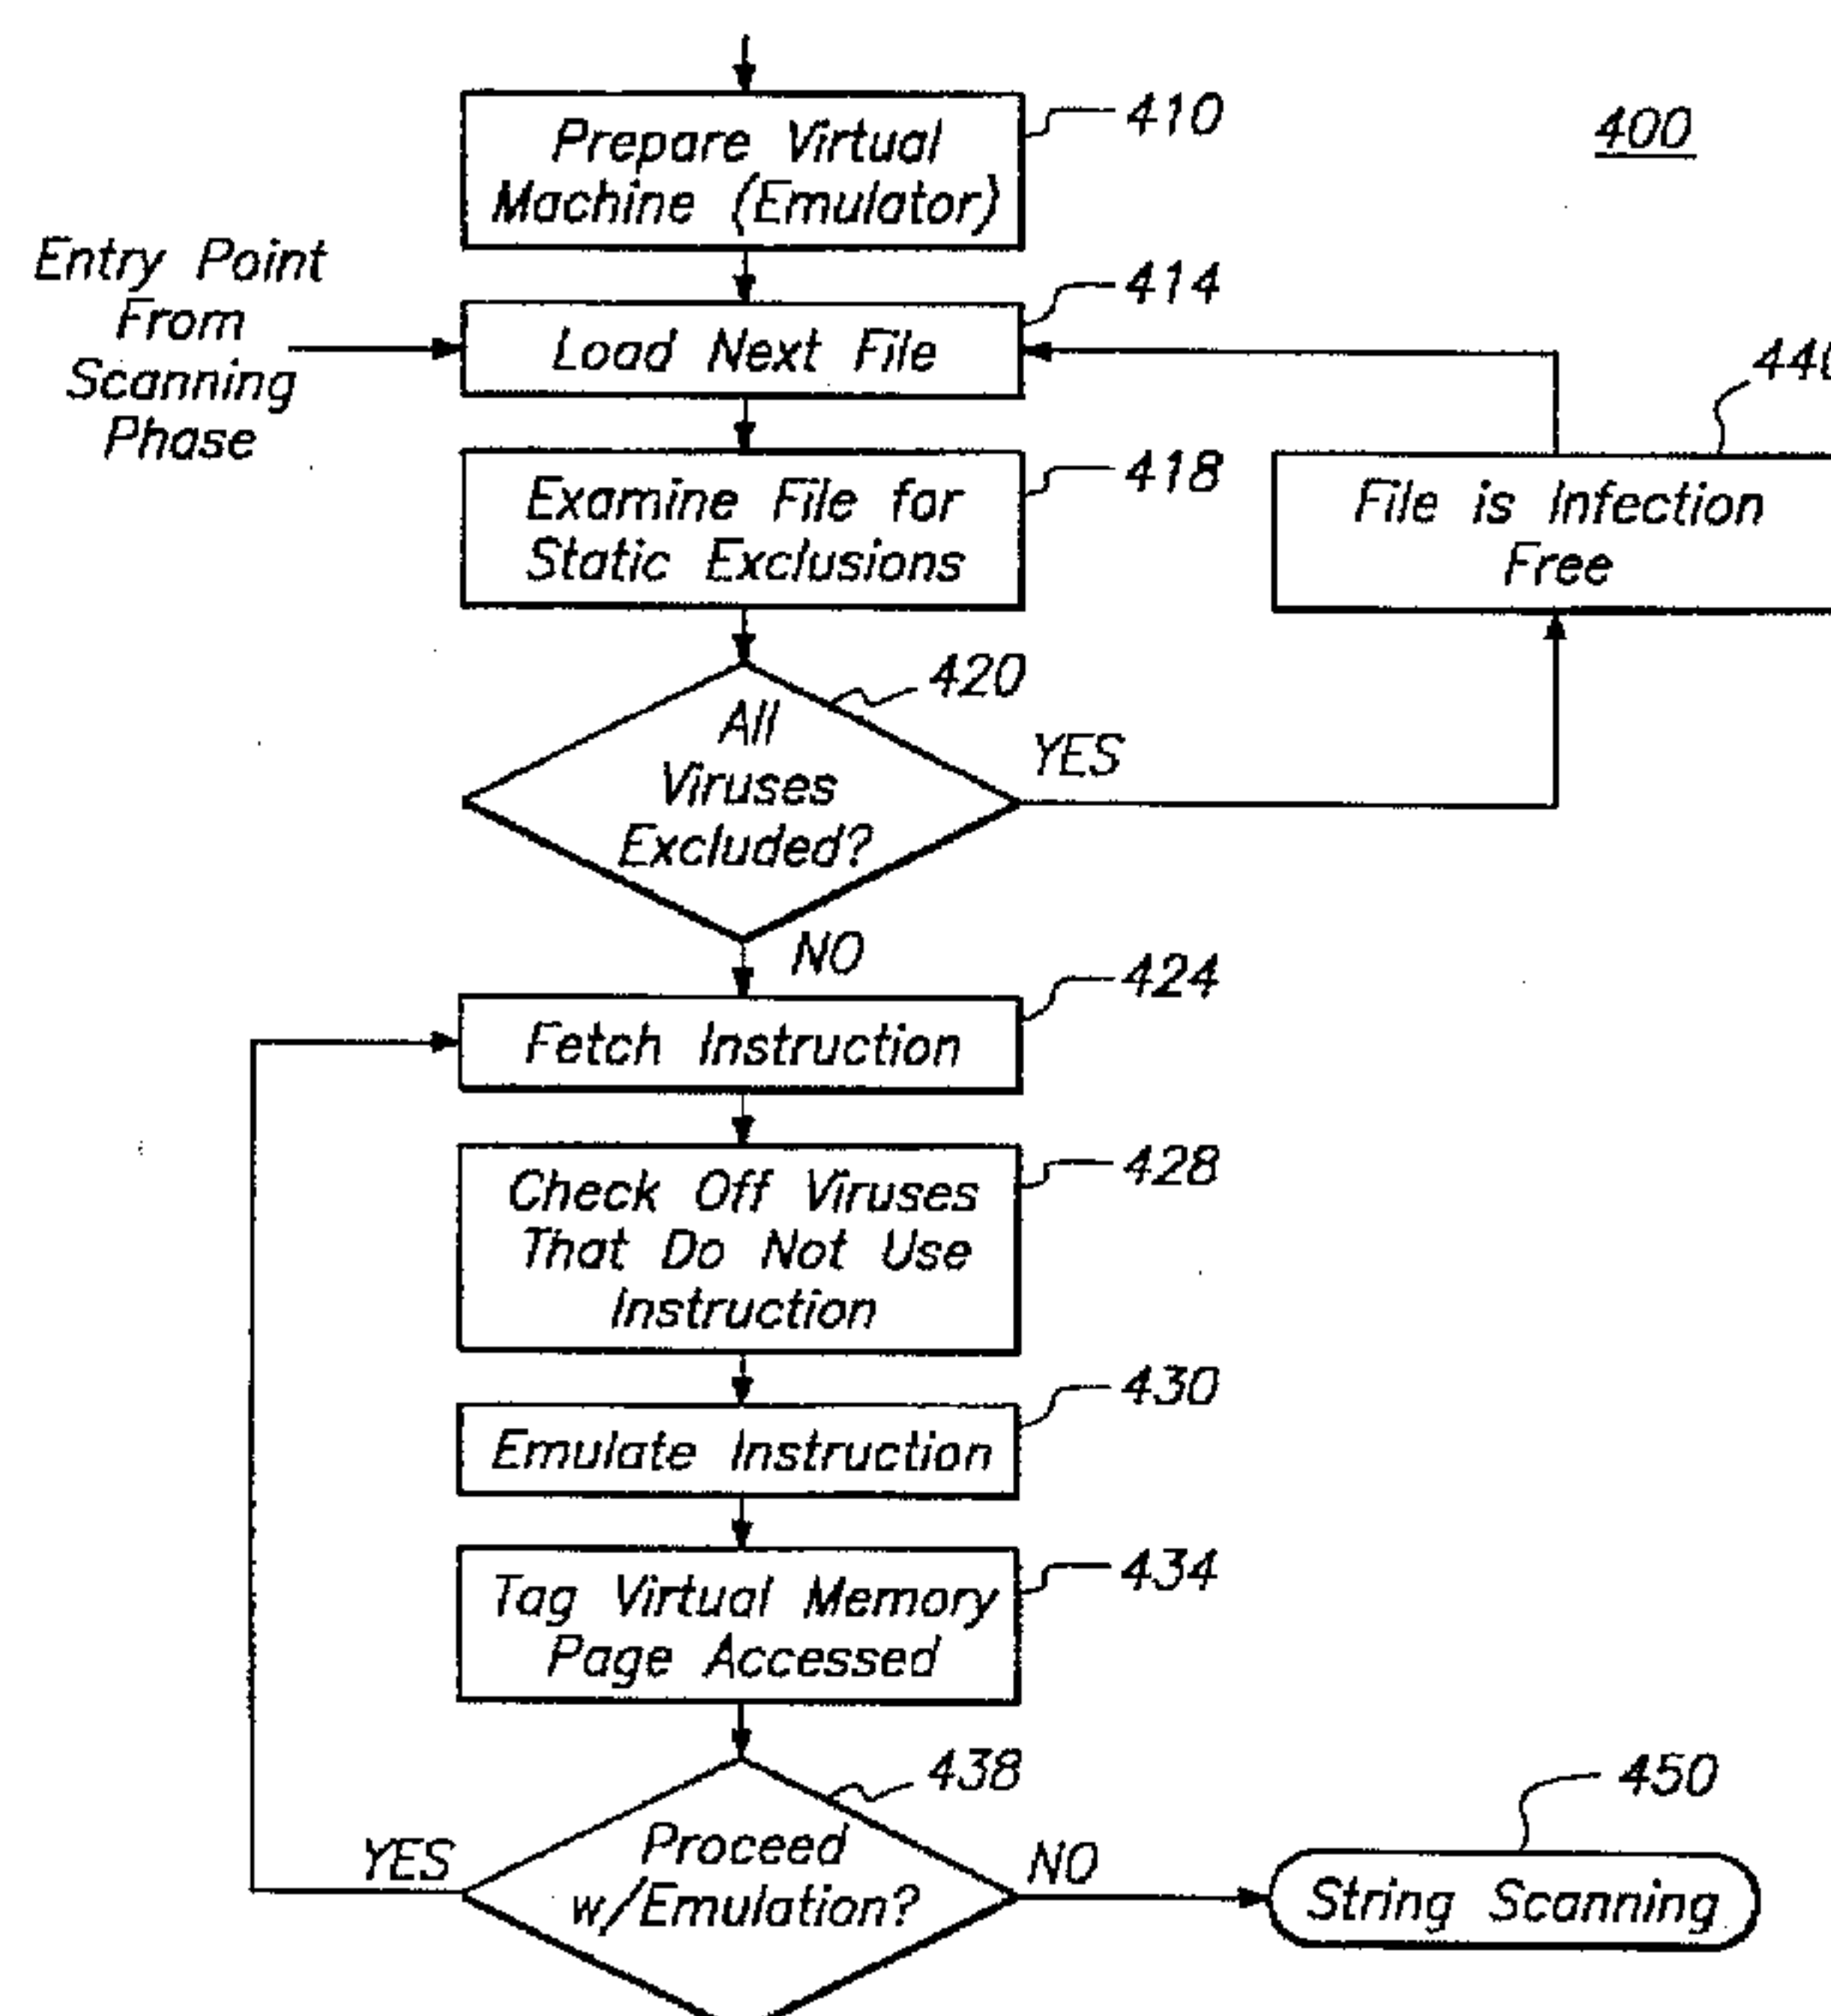 400
Prepare Virtual
Machine (Emulator)
410
Entry Point
From
Scanning
Phase
Load Next File
414
Examine File for
Static Exclusions
418
File is Infection
Free
All
Viruses
Excluded?
420
YES
NO
Fetch Instruction
424
Check Off Viruses
That Do Not Use
Instruction
428
Emulate Instruction
430
Tag Virtual Memory
Page Accessed
434
Proceed
w/Emulation?
438
YES
NO
String Scanning
450